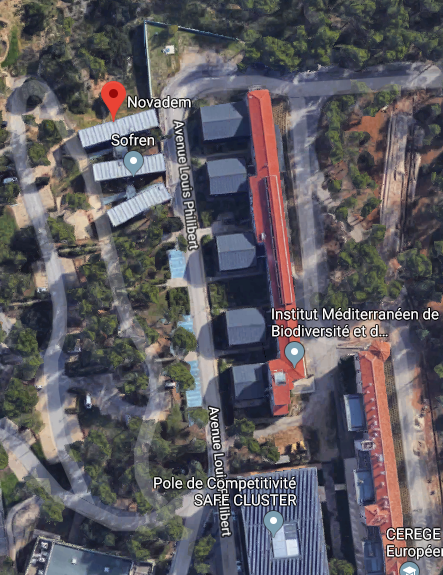 Novadem
Sofren
Avenue Louis Philibert
Institut Méditerranéen de
Biodiversité et d...
Avenue Louis Philibert
Pole de Competitivité
SAFE CLUSTER
CEREGE
Européen